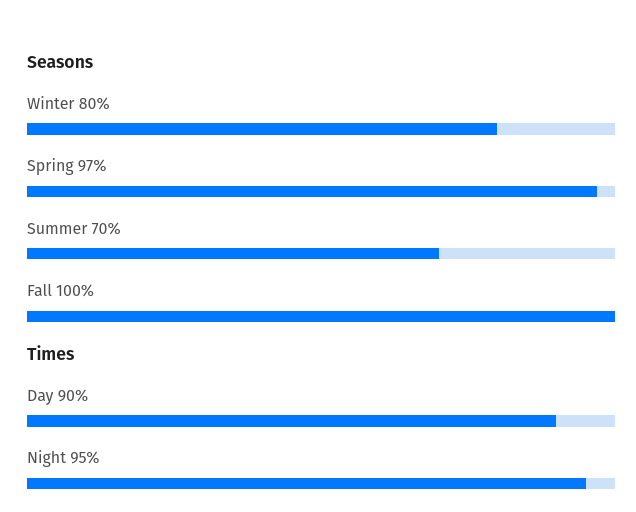 Seasons
Winter 80%
Spring 97%
Summer 70%
Fall 100%
Times
Day 90%
Night 95%